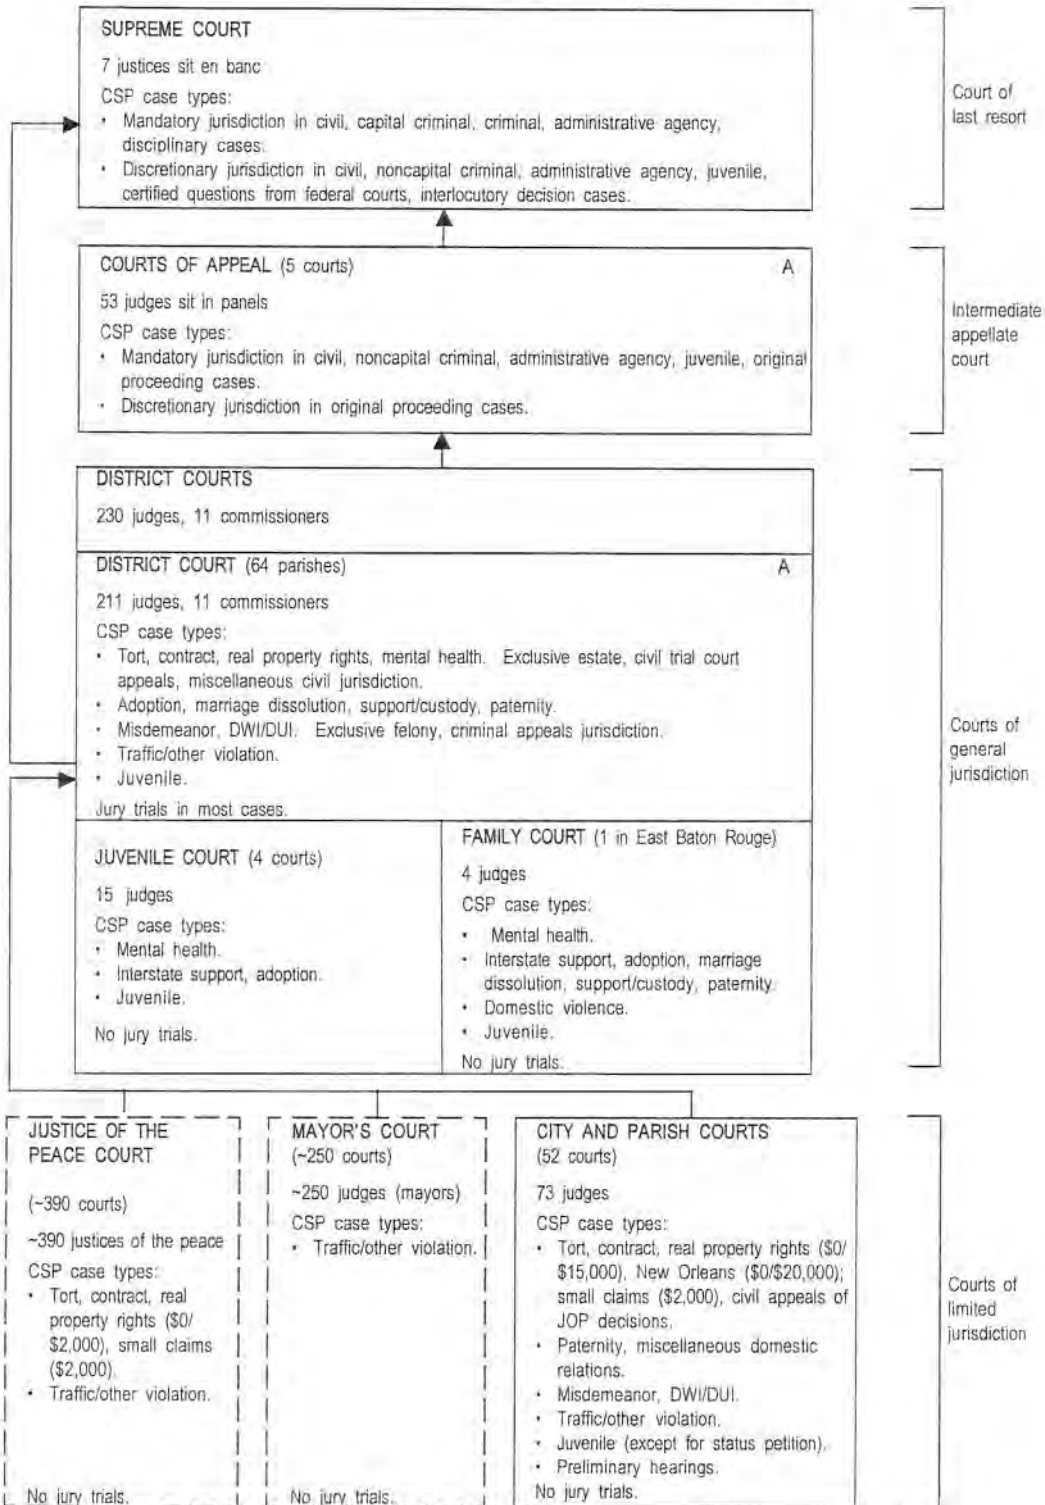 SUPREME COURT
7 justices sit en banc
CSP case types:
• Mandatory jurisdiction in civil, capital criminal, criminal, administrative agency,
disciplinary cases.
• Discretionary jurisdiction in civil, noncapital criminal, administrative agency, juvenile,
certified questions from federal courts, interlocutory decision cases.
Court of
last resort
COURTS OF APPEAL (5 courts) A
53 judges sit in panels
CSP case types:
• Mandatory jurisdiction in civil, noncapital criminal, administrative agency, juvenile, original
proceeding cases.
• Discretionary jurisdiction in original proceeding cases.
Intermediate
appellate
court
DISTRICT COURTS
230 judges, 11 commissioners
DISTRICT COURT (64 parishes) A
211 judges, 11 commissioners
CSP case types:
• Tort, contract, real property rights, mental health. Exclusive estate, civil trial court
appeals, miscellaneous civil jurisdiction.
• Adoption, marriage dissolution, support/custody, paternity.
• Misdemeanor, DWI/DUI. Exclusive felony, criminal appeals jurisdiction.
• Traffic/other violation.
• Juvenile.
Jury trials in most cases.
Courts of
general
jurisdiction
JUVENILE COURT (4 courts)
15 judges
CSP case types:
• Mental health.
• Interstate support, adoption.
• Juvenile.
No jury trials.
FAMILY COURT (1 in East Baton Rouge)
4 judges
CSP case types:
• Mental health.
• Interstate support, adoption, marriage
dissolution, support/custody, paternity.
• Domestic violence.
• Juvenile.
No jury trials.
JUSTICE OF THE
PEACE COURT
(~390 courts)
~390 justices of the peace
CSP case types:
• Tort, contract, real
property rights ($0/
$2,000), small claims
($2,000).
• Traffic/other violation.
No jury trials.
MAYOR'S COURT
(~250 courts)
~250 judges (mayors)
CSP case types:
• Traffic/other violation.
No jury trials.
CITY AND PARISH COURTS
(52 courts)
73 judges
CSP case types:
• Tort, contract, real property rights ($0/
$15,000), New Orleans ($0/$20,000);
small claims ($2,000), civil appeals of
JOP decisions.
• Paternity, miscellaneous domestic
relations.
• Misdemeanor, DWI/DUI.
• Traffic/other violation.
• Juvenile (except for status petition).
• Preliminary hearings.
No jury trials.
Courts of
limited
jurisdiction